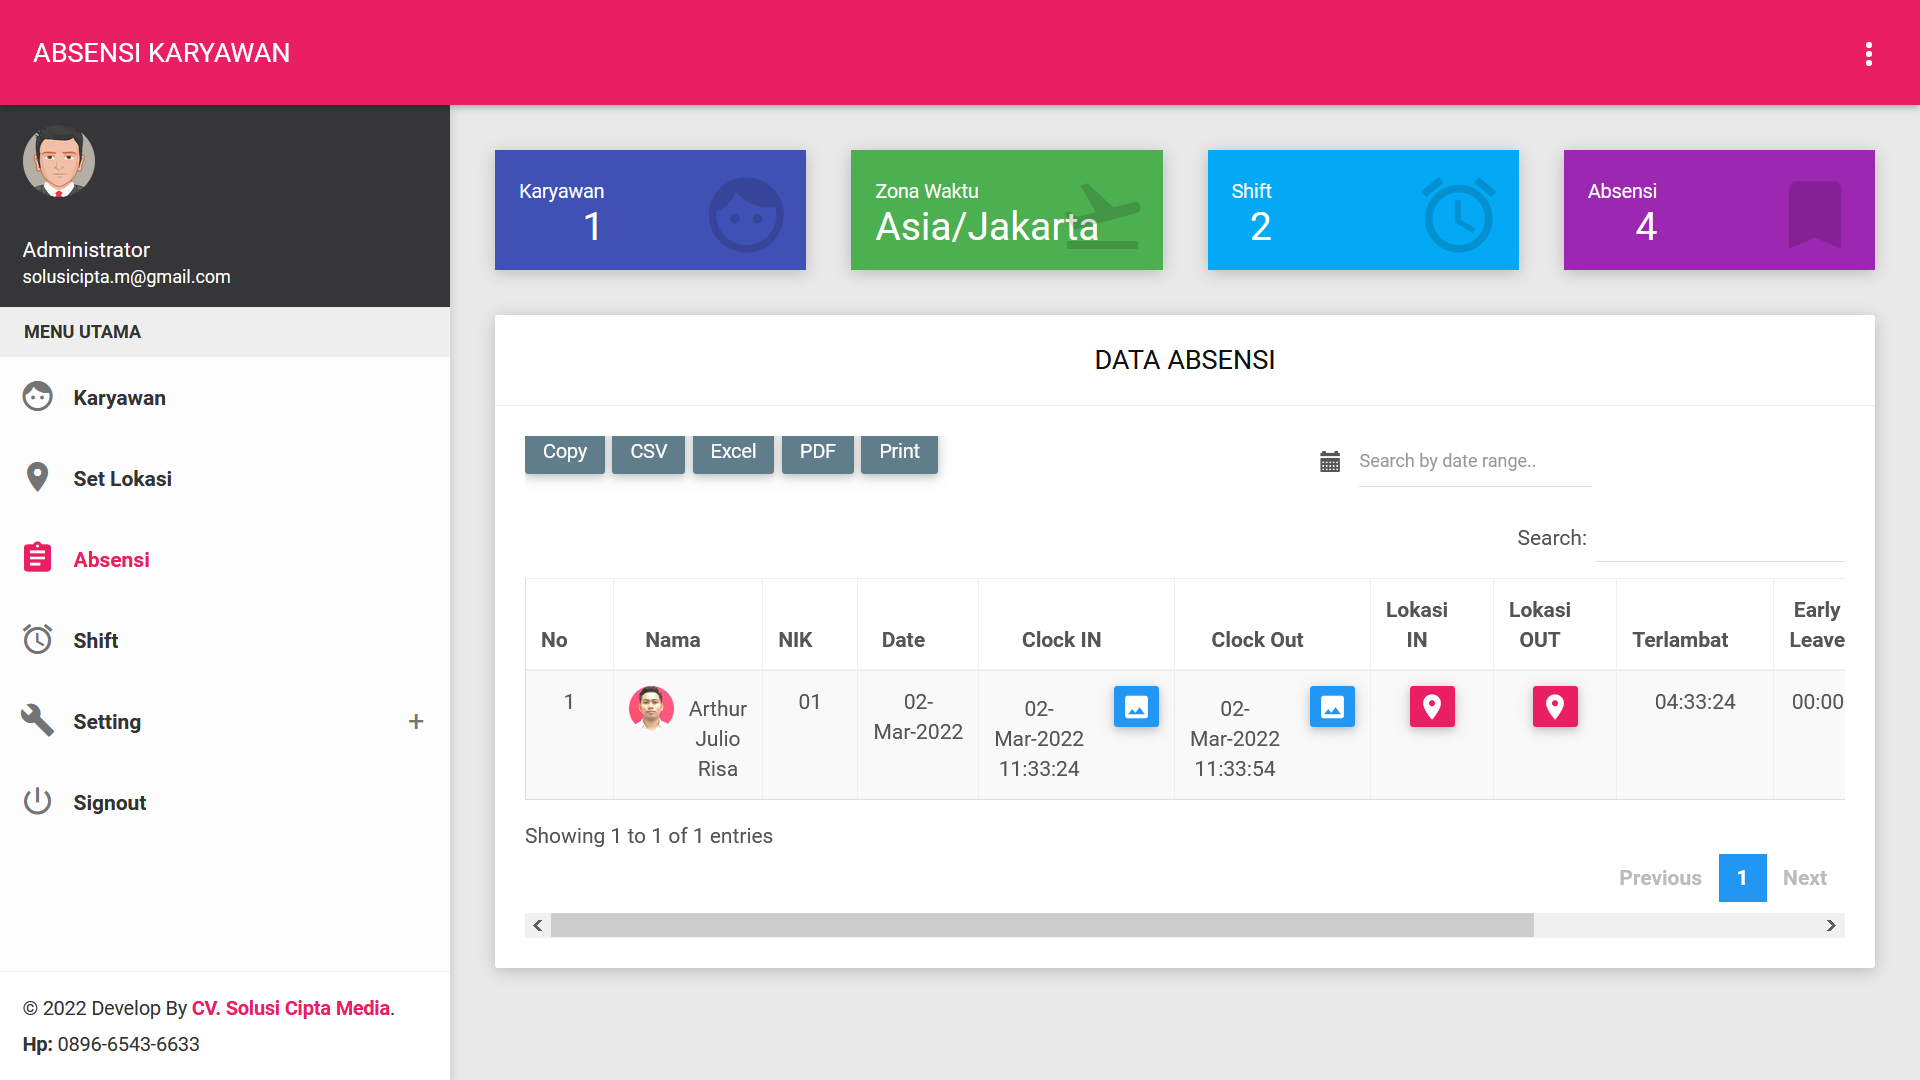 ABSENSI KARYAWAN
Administrator
solusicipta.m@gmail.com
MENU UTAMA
Karyawan
Set Lokasi
Absensi
Shift
Setting +
Signout
© 2022 Develop By CV. Solusi Cipta Media.
Hp: 0896-6543-6633
Karyawan
1
Zona Waktu
Asia/Jakarta
Shift
2
Absensi
4
DATA ABSENSI
Copy CSV Excel PDF Print
Search by date range..
Search:
No Nama NIK Date Clock IN Clock Out Lokasi IN Lokasi OUT Terlambat Early Leave
1 Arthur Julio Risa 01 02-Mar-2022 02-Mar-2022 11:33:24 02-Mar-2022 11:33:54 04:33:24 00:00
Showing 1 to 1 of 1 entries
Previous 1 Next